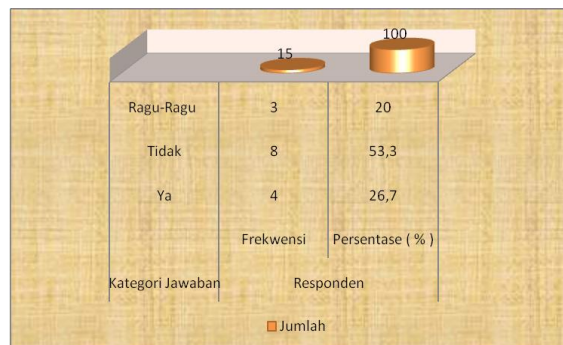 15 100
Ragu-Ragu 3 20
Tidak 8 53,3
Ya 4 26,7
Frekwensi Persentase ( % )
Kategori Jawaban Responden
Jumlah